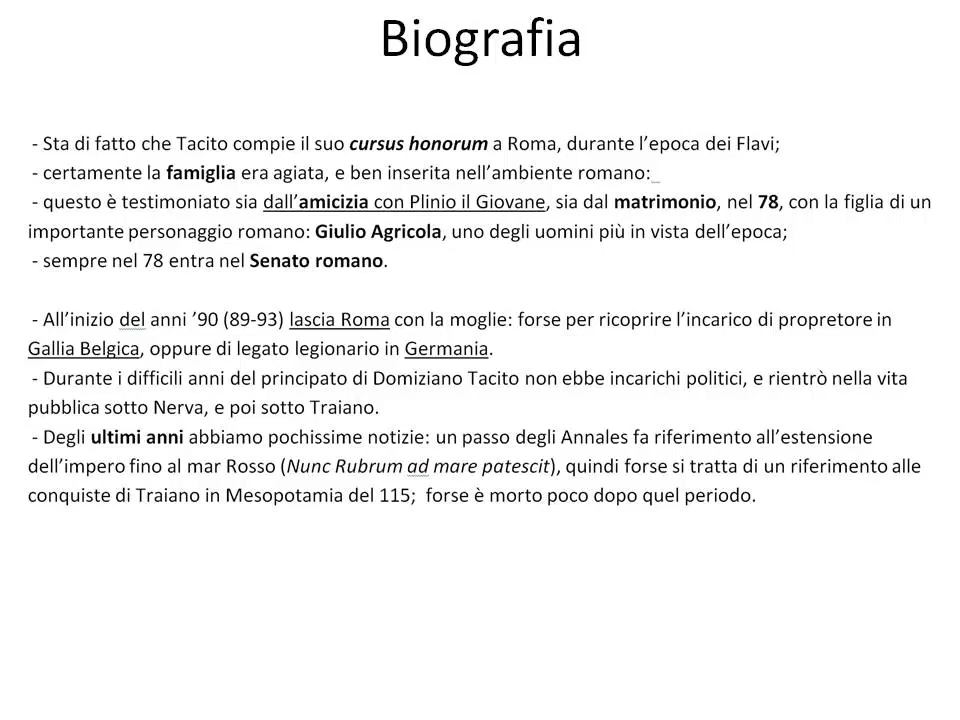 Biografia
- Sta di fatto che Tacito compie il suo cursus honorum a Roma, durante l’epoca dei Flavi;
- certamente la famiglia era agiata, e ben inserita nell’ambiente romano:
- questo è testimoniato sia dall’amicizia con Plinio il Giovane, sia dal matrimonio, nel 78, con la figlia di un
importante personaggio romano: Giulio Agricola, uno degli uomini più in vista dell’epoca;
- sempre nel 78 entra nel Senato romano.
- All’inizio del anni ’90 (89-93) lascia Roma con la moglie: forse per ricoprire l’incarico di propretore in
Gallia Belgica, oppure di legato legionario in Germania.
- Durante i difficili anni del principato di Domiziano Tacito non ebbe incarichi politici, e rientrò nella vita
pubblica sotto Nerva, e poi sotto Traiano.
- Degli ultimi anni abbiamo pochissime notizie: un passo degli Annales fa riferimento all’estensione
dell’impero fino al mar Rosso (Nunc Rubrum ad mare patescit), quindi forse si tratta di un riferimento alle
conquiste di Traiano in Mesopotamia del 115; forse è morto poco dopo quel periodo.